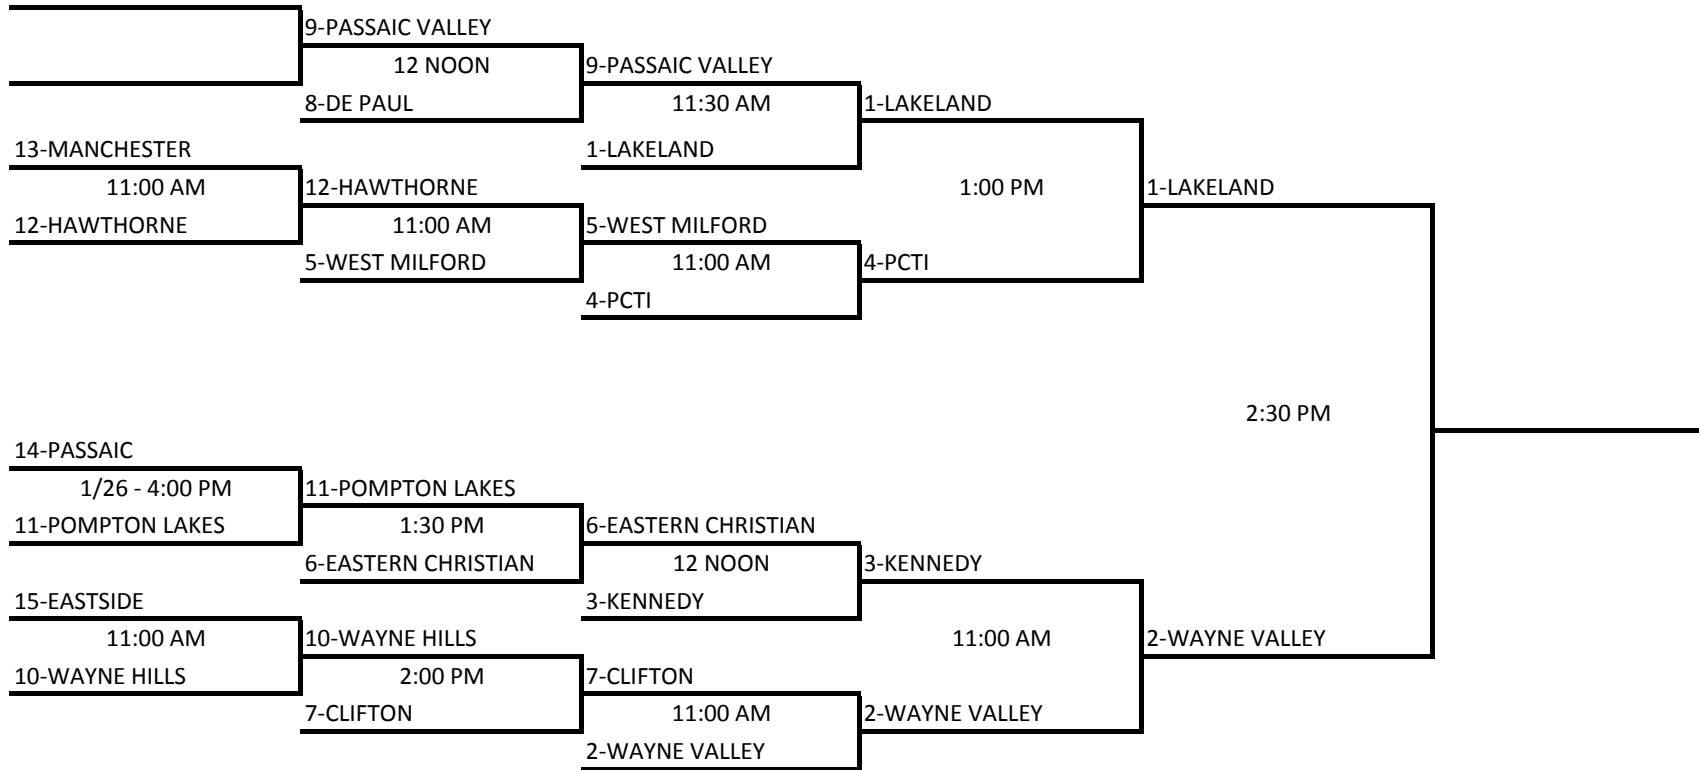 9-PASSAIC VALLEY
12 NOON
9-PASSAIC VALLEY
8-DE PAUL
11:30 AM
1-LAKELAND
13-MANCHESTER
1-LAKELAND
11:00 AM
12-HAWTHORNE
1:00 PM
1-LAKELAND
12-HAWTHORNE
11:00 AM
5-WEST MILFORD
5-WEST MILFORD
11:00 AM
4-PCTI
4-PCTI
2:30 PM
14-PASSAIC
1/26 - 4:00 PM
11-POMPTON LAKES
11-POMPTON LAKES
1:30 PM
6-EASTERN CHRISTIAN
6-EASTERN CHRISTIAN
12 NOON
3-KENNEDY
15-EASTSIDE
3-KENNEDY
11:00 AM
10-WAYNE HILLS
11:00 AM
2-WAYNE VALLEY
10-WAYNE HILLS
2:00 PM
7-CLIFTON
7-CLIFTON
11:00 AM
2-WAYNE VALLEY
2-WAYNE VALLEY